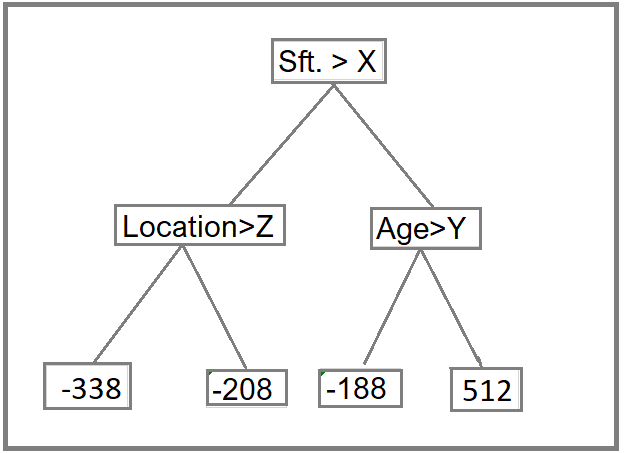 Sft. > X
Location>Z
Age>Y
-338
-208
-188
512